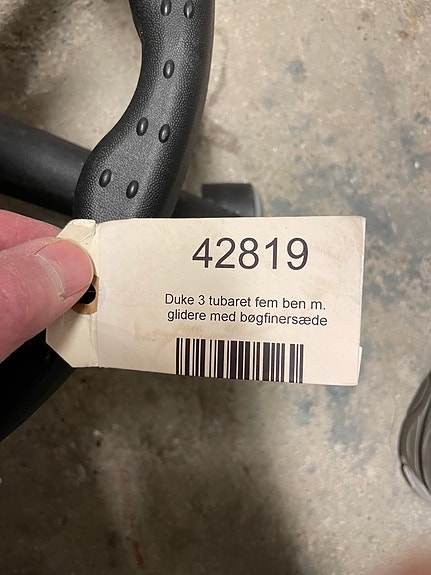 42819
Duke 3 tubaret fem ben m.
glidere med bøgfinersæde